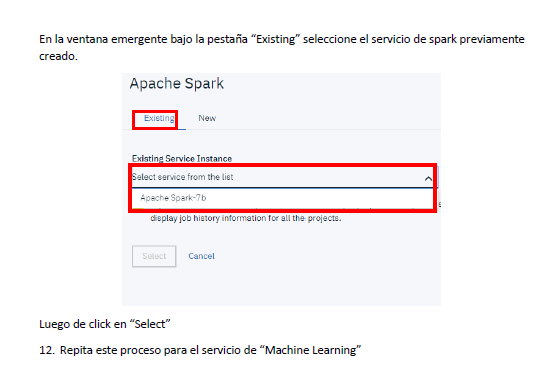 En la ventana emergente bajo la pestaña “Existing” seleccione el servicio de spark previamente
creado.
Apache Spark
Existing New
Existing Service Instance
Select service from the list
Apache Spark-7b
display job history information for all the projects.
Select Cancel
Luego de click en “Select”
12. Repita este proceso para el servicio de “Machine Learning”